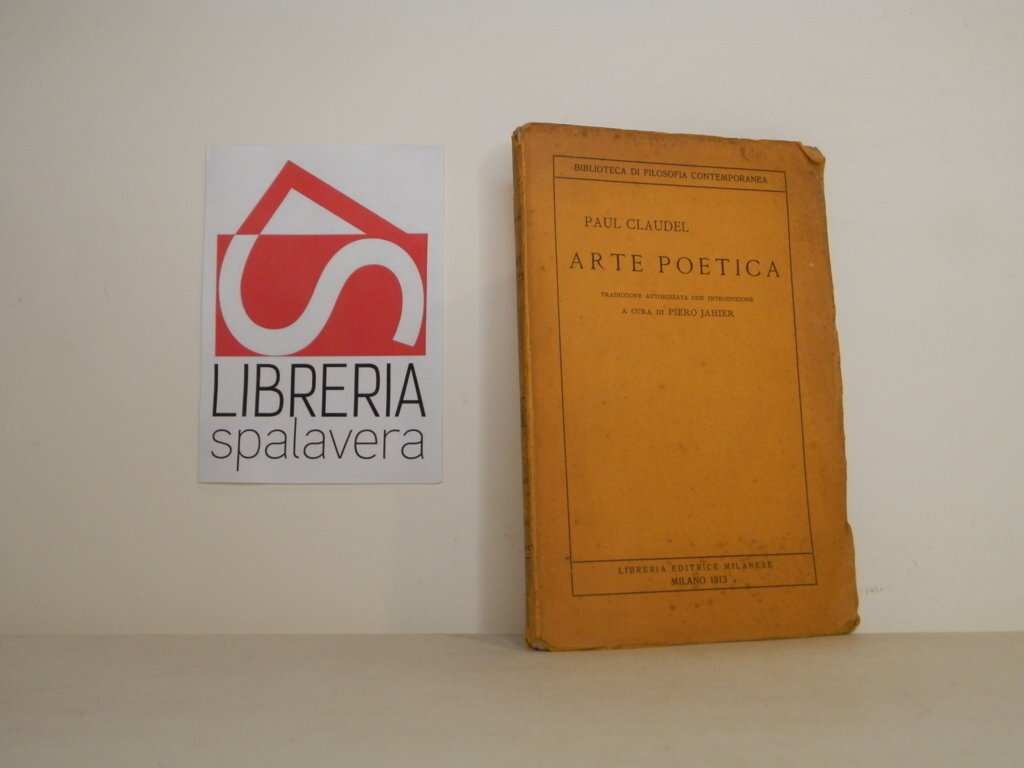 LIBRERIA
spalavera
BIBLIOTECA DI FILOSOFIA CONTEMPORANEA
PAUL CLAUDEL
ARTE POETICA
TRADUZIONE AUTORIZZATA CON INTRODUZIONE
A CURA DI PIERO JAHIER
LIBRERIA EDITRICE MILANESE
MILANO 1913